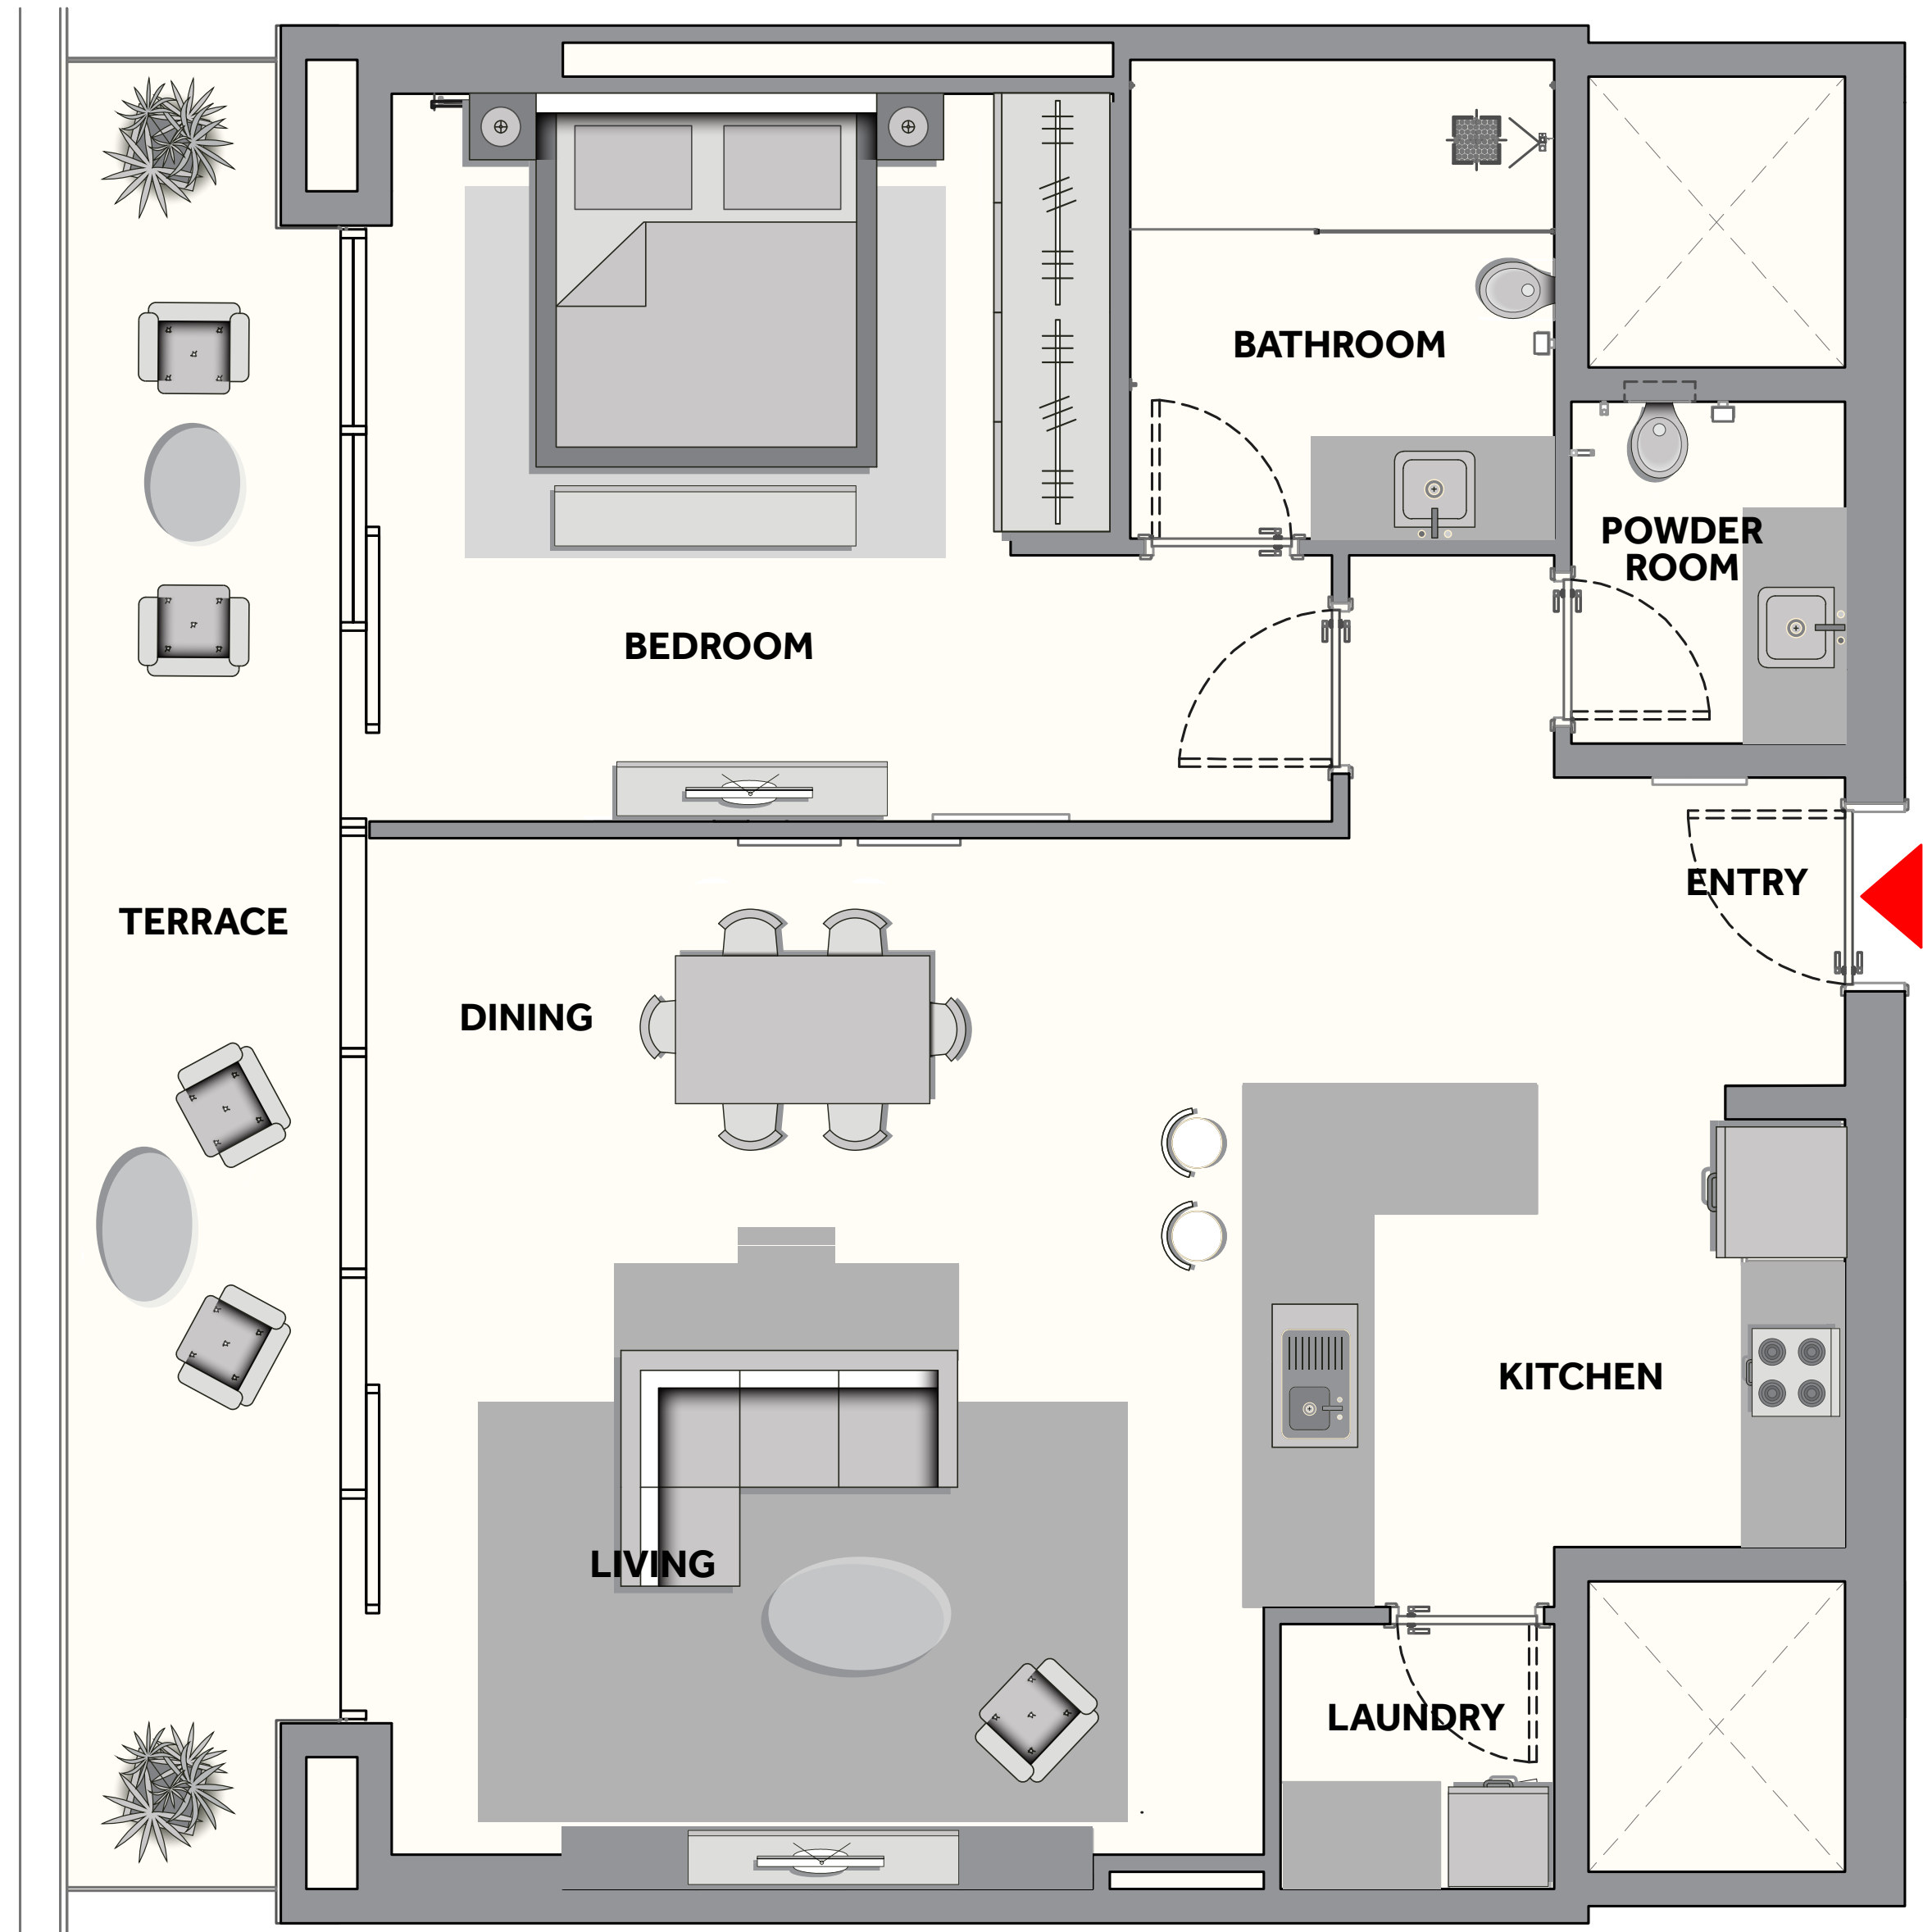 BATHROOM
POWDER
ROOM
BEDROOM
ENTRY
TERRACE
DINING
KITCHEN
LIVING
LAUNDRY